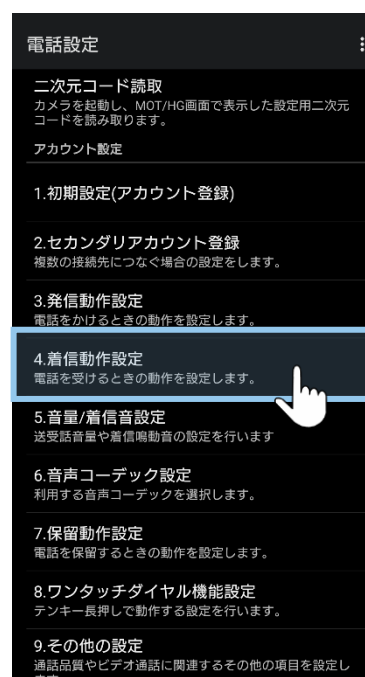 電話設定
二次元コード読取
カメラを起動し、MOT/HG画面で表示した設定用二次元
コードを読み取ります。
アカウント設定
1.初期設定(アカウント登録)
2.セカンダリアカウント登録
複数の接続先につなぐ場合の設定をします。
3.発信動作設定
電話をかけるときの動作を設定します。
4.着信動作設定
電話を受けるときの動作を設定します。
5.音量/着信音設定
送受話音量や着信鳴動音の設定を行います
6.音声コーデック設定
利用する音声コーデックを選択します。
7.保留動作設定
電話を保留するときの動作を設定します。
8.ワンタッチダイヤル機能設定
テンキー長押しで動作する設定を行います。
9.その他の設定
通話品質やビデオ通話に関連するその他の項目を設定し
ます